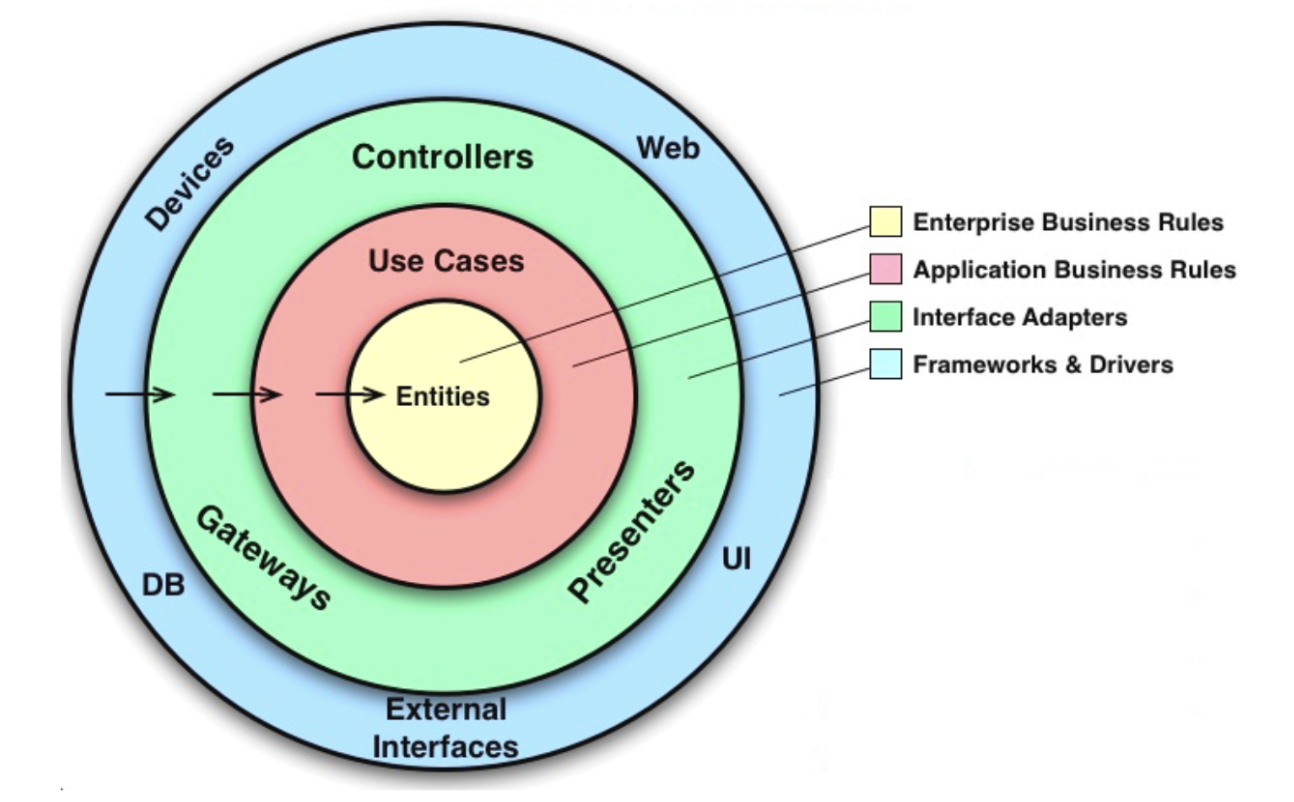 Devices
Web
Controllers
Use Cases
Entities
Gateways
Presenters
DB
UI
External
Interfaces
Enterprise Business Rules
Application Business Rules
Interface Adapters
Frameworks & Drivers